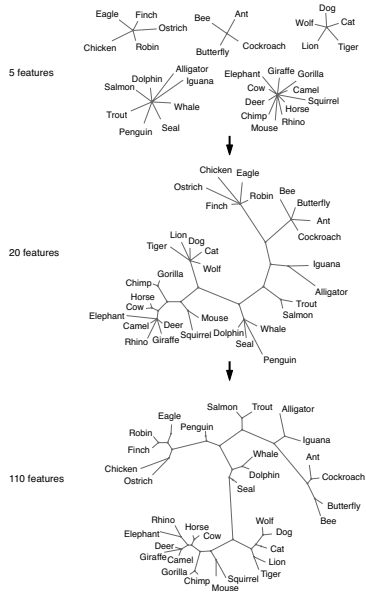 Eagle Finch Ostrich Chicken Robin
Bee Ant Butterfly Cockroach
Dog Wolf Cat Lion Tiger
5 features
Alligator Dolphin Iguana Salmon Whale Trout Seal Penguin
Elephant Giraffe Gorilla Cow Camel Deer Squirrel Chimp Horse Rhino Mouse
Chicken Eagle
Ostrich Robin Bee
Finch Butterfly
Ant
Cockroach
20 features
Lion Dog
Tiger Cat
Wolf
Iguana
Gorilla
Chimp
Alligator
Horse
Cow
Trout
Elephant Mouse Salmon
Camel Deer Squirrel Dolphin Whale
Rhino Giraffe Seal
Penguin
Salmon Trout Alligator
Eagle
Penguin
Robin
Iguana
Finch
Whale Ant
Chicken Dolphin Cockroach
Ostrich
Seal
110 features
Butterfly
Bee
Rhino Horse Wolf
Elephant Cow Dog
Deer Cat
Giraffe Camel Lion
Gorilla Chimp Squirrel Tiger
Mouse